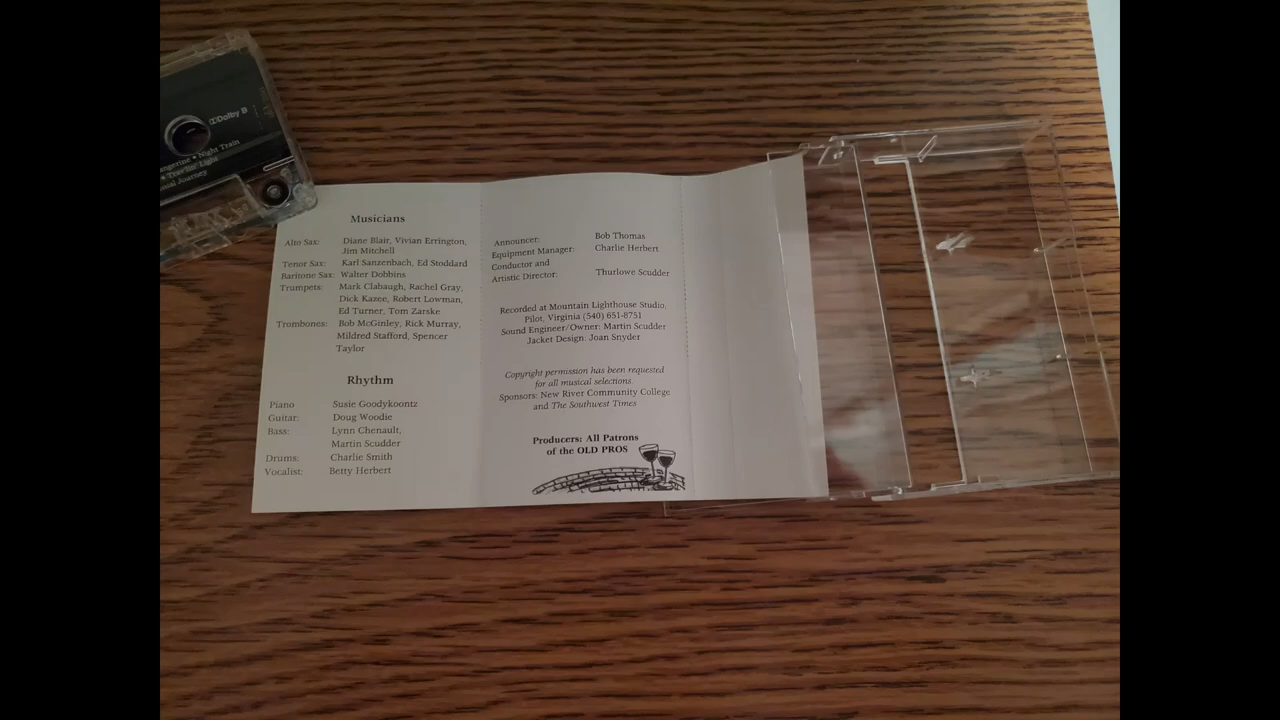 Dolby B
Night Train
Musicians
Alto Sax: Diane Blair, Vivian Errington,
Jim Mitchell
Tenor Sax: Karl Sanzenbach, Ed Stoddard
Baritone Sax: Walter Dobbins
Trumpets: Mark Clabaugh, Rachel Gray,
Dick Kazee, Robert Lowman,
Ed Turner, Tom Zarske
Trombones: Bob McGinley, Rick Murray,
Mildred Stafford, Spencer
Taylor
Rhythm
Piano Susie Goodykoontz
Guitar: Doug Woodie
Bass: Lynn Chenault,
Martin Scudder
Drums: Charlie Smith
Vocalist: Betty Herbert
Announcer: Bob Thomas
Equipment Manager: Charlie Herbert
Conductor and
Artistic Director: Thurlowe Scudder
Recorded at Mountain Lighthouse Studio,
Pilot, Virginia (540) 651-8751
Sound Engineer/Owner: Martin Scudder
Jacket Design: Joan Snyder
Copyright permission has been requested
for all musical selections.
Sponsors: New River Community College
and The Southwest Times
Producers: All Patrons
of the OLD PROS